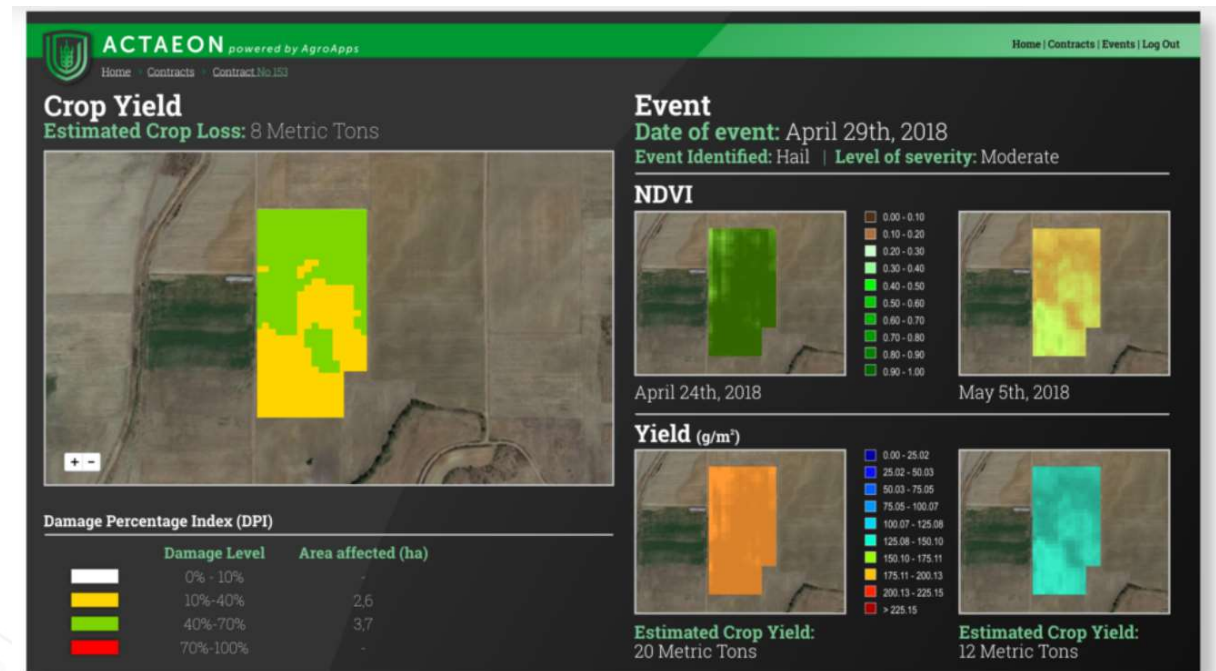 ACTAEON powered by AgroApps
Home | Contracts | Events | Log Out
Home Contracts Contract No 153
Crop Yield
Estimated Crop Loss: 8 Metric Tons
+ -
Damage Percentage Index (DPI)
Damage Level Area affected (ha)
0% - 10% -
10%-40% 2,6
40%-70% 3,7
70%-100% -
Event
Date of event: April 29th, 2018
Event Identified: Hail | Level of severity: Moderate
NDVI
0.00 - 0.10
0.10 - 0.20
0.20 - 0.30
0.30 - 0.40
0.40 - 0.50
0.50 - 0.60
0.60 - 0.70
0.70 - 0.80
0.80 - 0.90
0.90 - 1.00
April 24th, 2018
May 5th, 2018
Yield (g/m²)
0.00 - 25.02
25.02 - 50.03
50.03 - 75.05
75.05 - 100.07
100.07 - 125.08
125.08 - 150.10
150.10 - 175.11
175.11 - 200.13
200.13 - 225.15
> 225.15
Estimated Crop Yield:
20 Metric Tons
Estimated Crop Yield:
12 Metric Tons